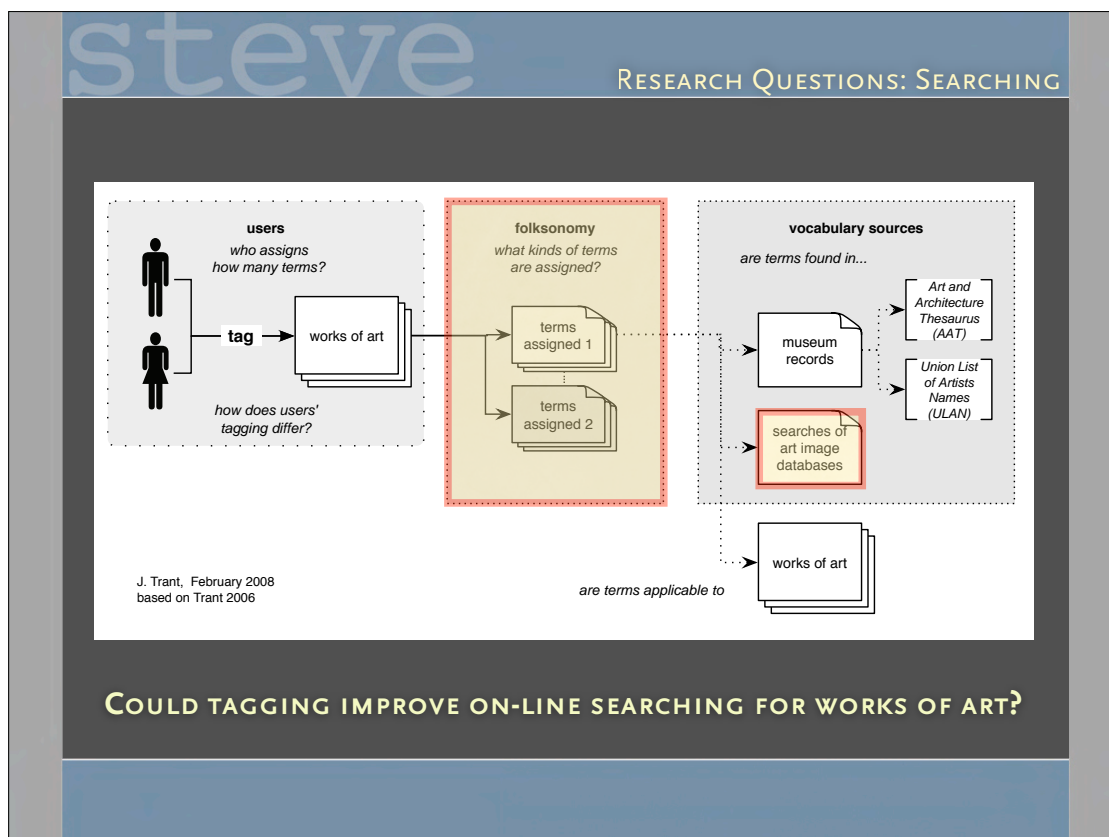 steve
RESEARCH QUESTIONS: SEARCHING
users
who assigns
how many terms?
tag
works of art
how does users'
tagging differ?
folksonomy
what kinds of terms
are assigned?
terms
assigned 1
terms
assigned 2
vocabulary sources
are terms found in...
museum
records
Art and
Architecture
Thesaurus
(AAT)
Union List
of Artists
Names
(ULAN)
searches of
art image
databases
works of art
are terms applicable to
J. Trant, February 2008
based on Trant 2006
COULD TAGGING IMPROVE ON-LINE SEARCHING FOR WORKS OF ART?